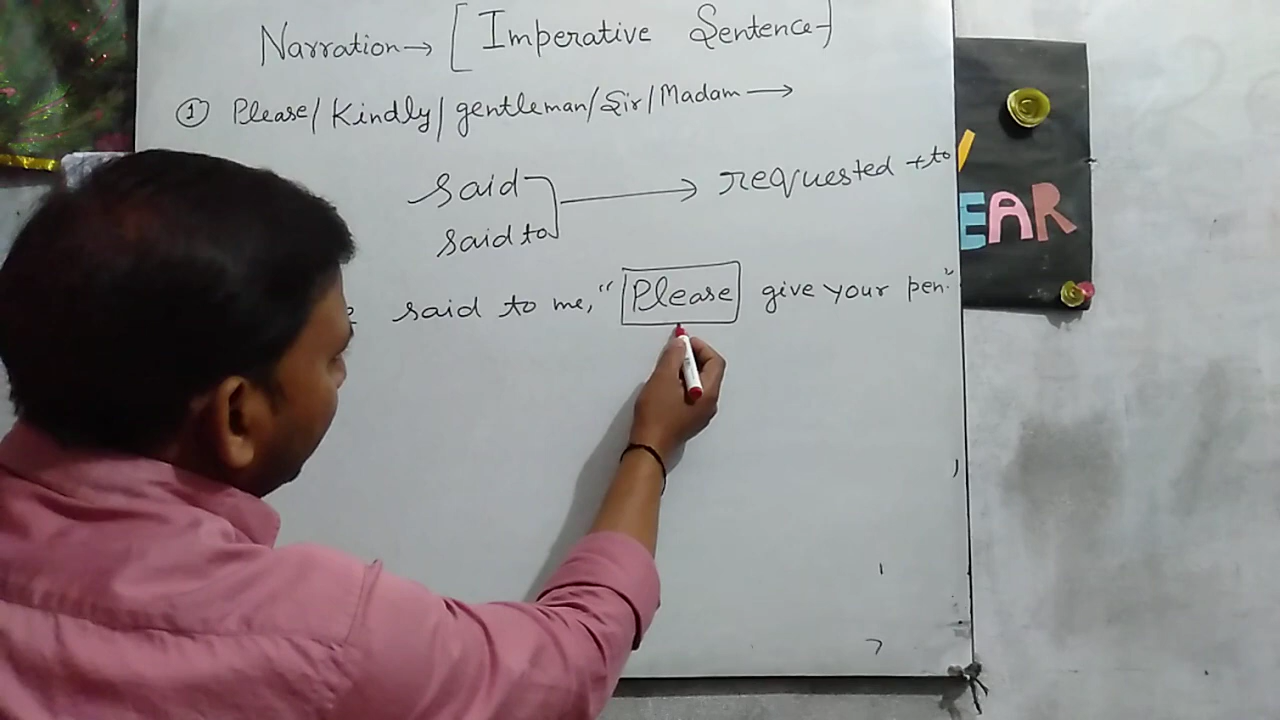 Narration → [Imperative Sentence]
① Please/Kindly/gentleman/Sir/Madam →
said
→ requested + to
said to
said to me, "Please give your pen."
EAR